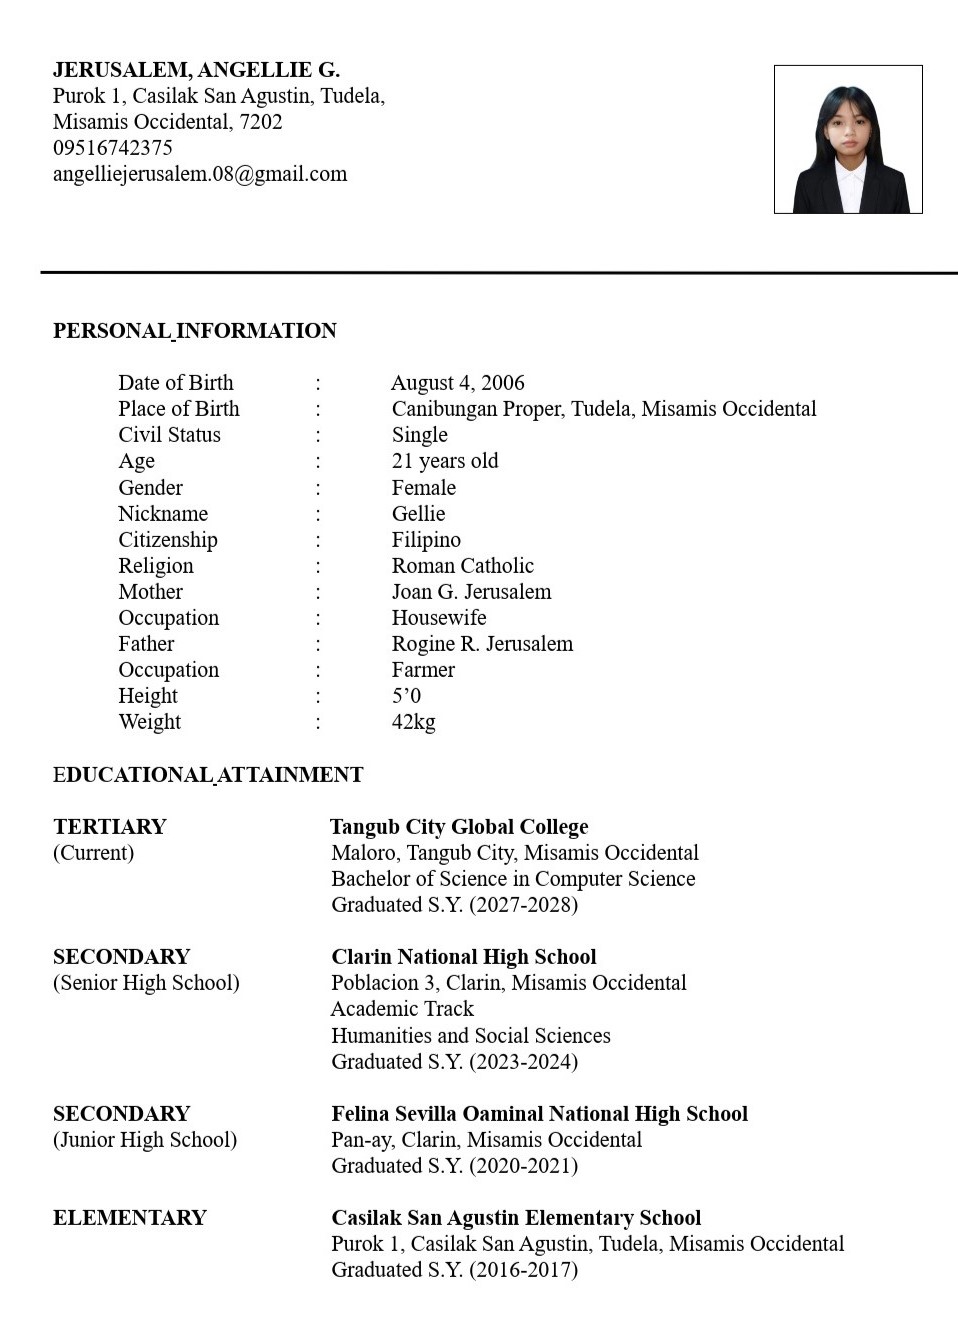 JERUSALEM, ANGELLIE G.
Purok 1, Casilak San Agustin, Tudela,
Misamis Occidental, 7202
09516742375
angelliejerusalem.08@gmail.com
PERSONAL INFORMATION
Date of Birth : August 4, 2006
Place of Birth : Canibungan Proper, Tudela, Misamis Occidental
Civil Status : Single
Age : 21 years old
Gender : Female
Nickname : Gellie
Citizenship : Filipino
Religion : Roman Catholic
Mother : Joan G. Jerusalem
Occupation : Housewife
Father : Rogine R. Jerusalem
Occupation : Farmer
Height : 5’0
Weight : 42kg
EDUCATIONAL ATTAINMENT
TERTIARY Tangub City Global College
(Current) Maloro, Tangub City, Misamis Occidental
Bachelor of Science in Computer Science
Graduated S.Y. (2027-2028)
SECONDARY Clarin National High School
(Senior High School) Poblacion 3, Clarin, Misamis Occidental
Academic Track
Humanities and Social Sciences
Graduated S.Y. (2023-2024)
SECONDARY Felina Sevilla Oaminal National High School
(Junior High School) Pan-ay, Clarin, Misamis Occidental
Graduated S.Y. (2020-2021)
ELEMENTARY Casilak San Agustin Elementary School
Purok 1, Casilak San Agustin, Tudela, Misamis Occidental
Graduated S.Y. (2016-2017)